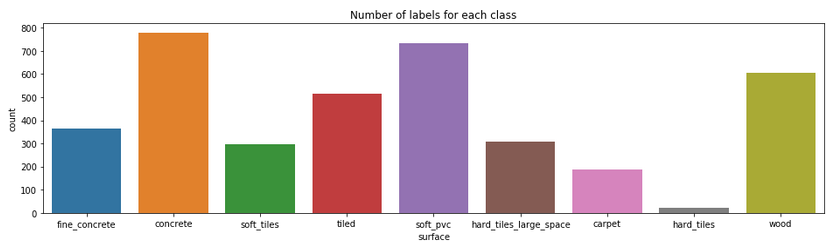 Number of labels for each class
count
800
700
600
500
400
300
200
100
0
fine_concrete concrete soft_tiles tiled soft_pvc hard_tiles_large_space carpet hard_tiles wood
surface